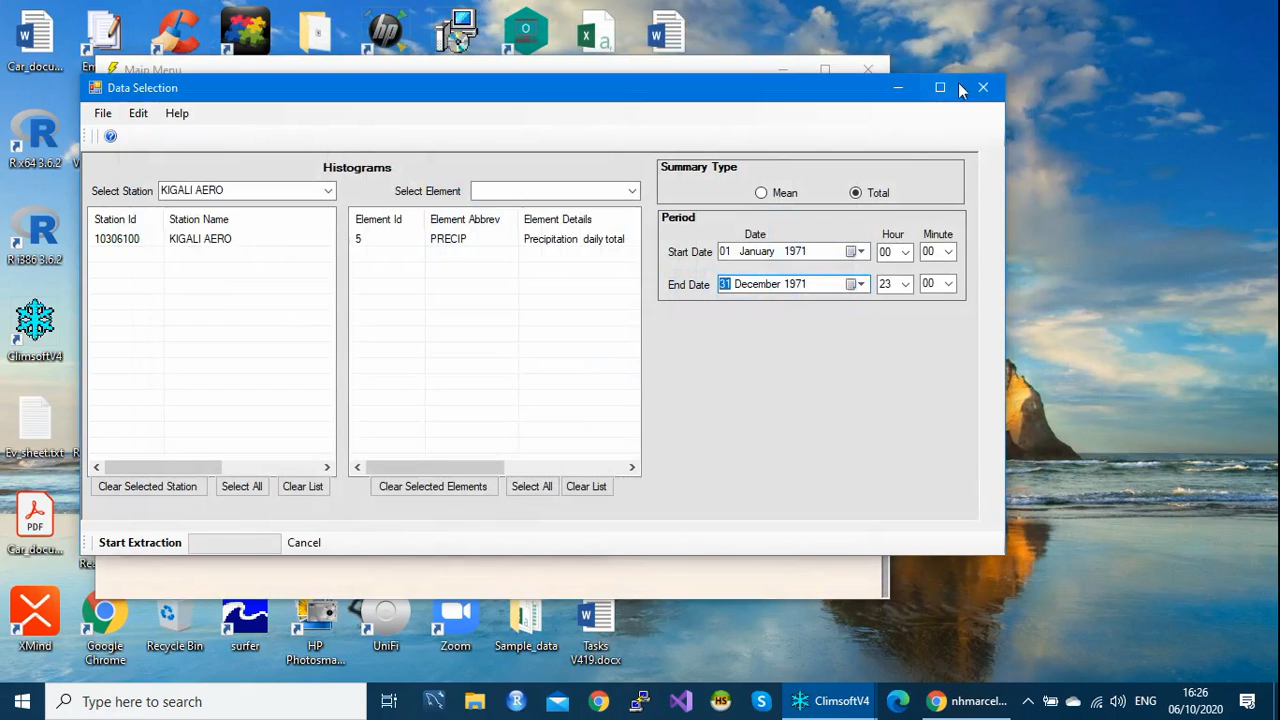 Car_docu...
Main Menu
Data Selection
File Edit Help
R x64 3.6.2
Histograms
Select Station KIGALI AERO
Select Element
Summary Type
Mean Total
Station Id Station Name
10306100 KIGALI AERO
Element Id Element Abbrev Element Details
5 PRECIP Precipitation daily total
Period
Date Hour Minute
Start Date 01 January 1971 00 00
End Date 31 December 1971 23 00
R i386 3.6.2
ClimsoftV4
Ev_sheet.txt
PDF
Car_docu...
Clear Selected Station Select All Clear List
Clear Selected Elements Select All Clear List
Start Extraction Cancel
XMind
Google Chrome
Recycle Bin
surfer
HP Photosma...
UniFi
Zoom
Sample_data
Tasks V419.docx
Type here to search
ClimsoftV4
nhmarcel...
ENG
16:26
06/10/2020